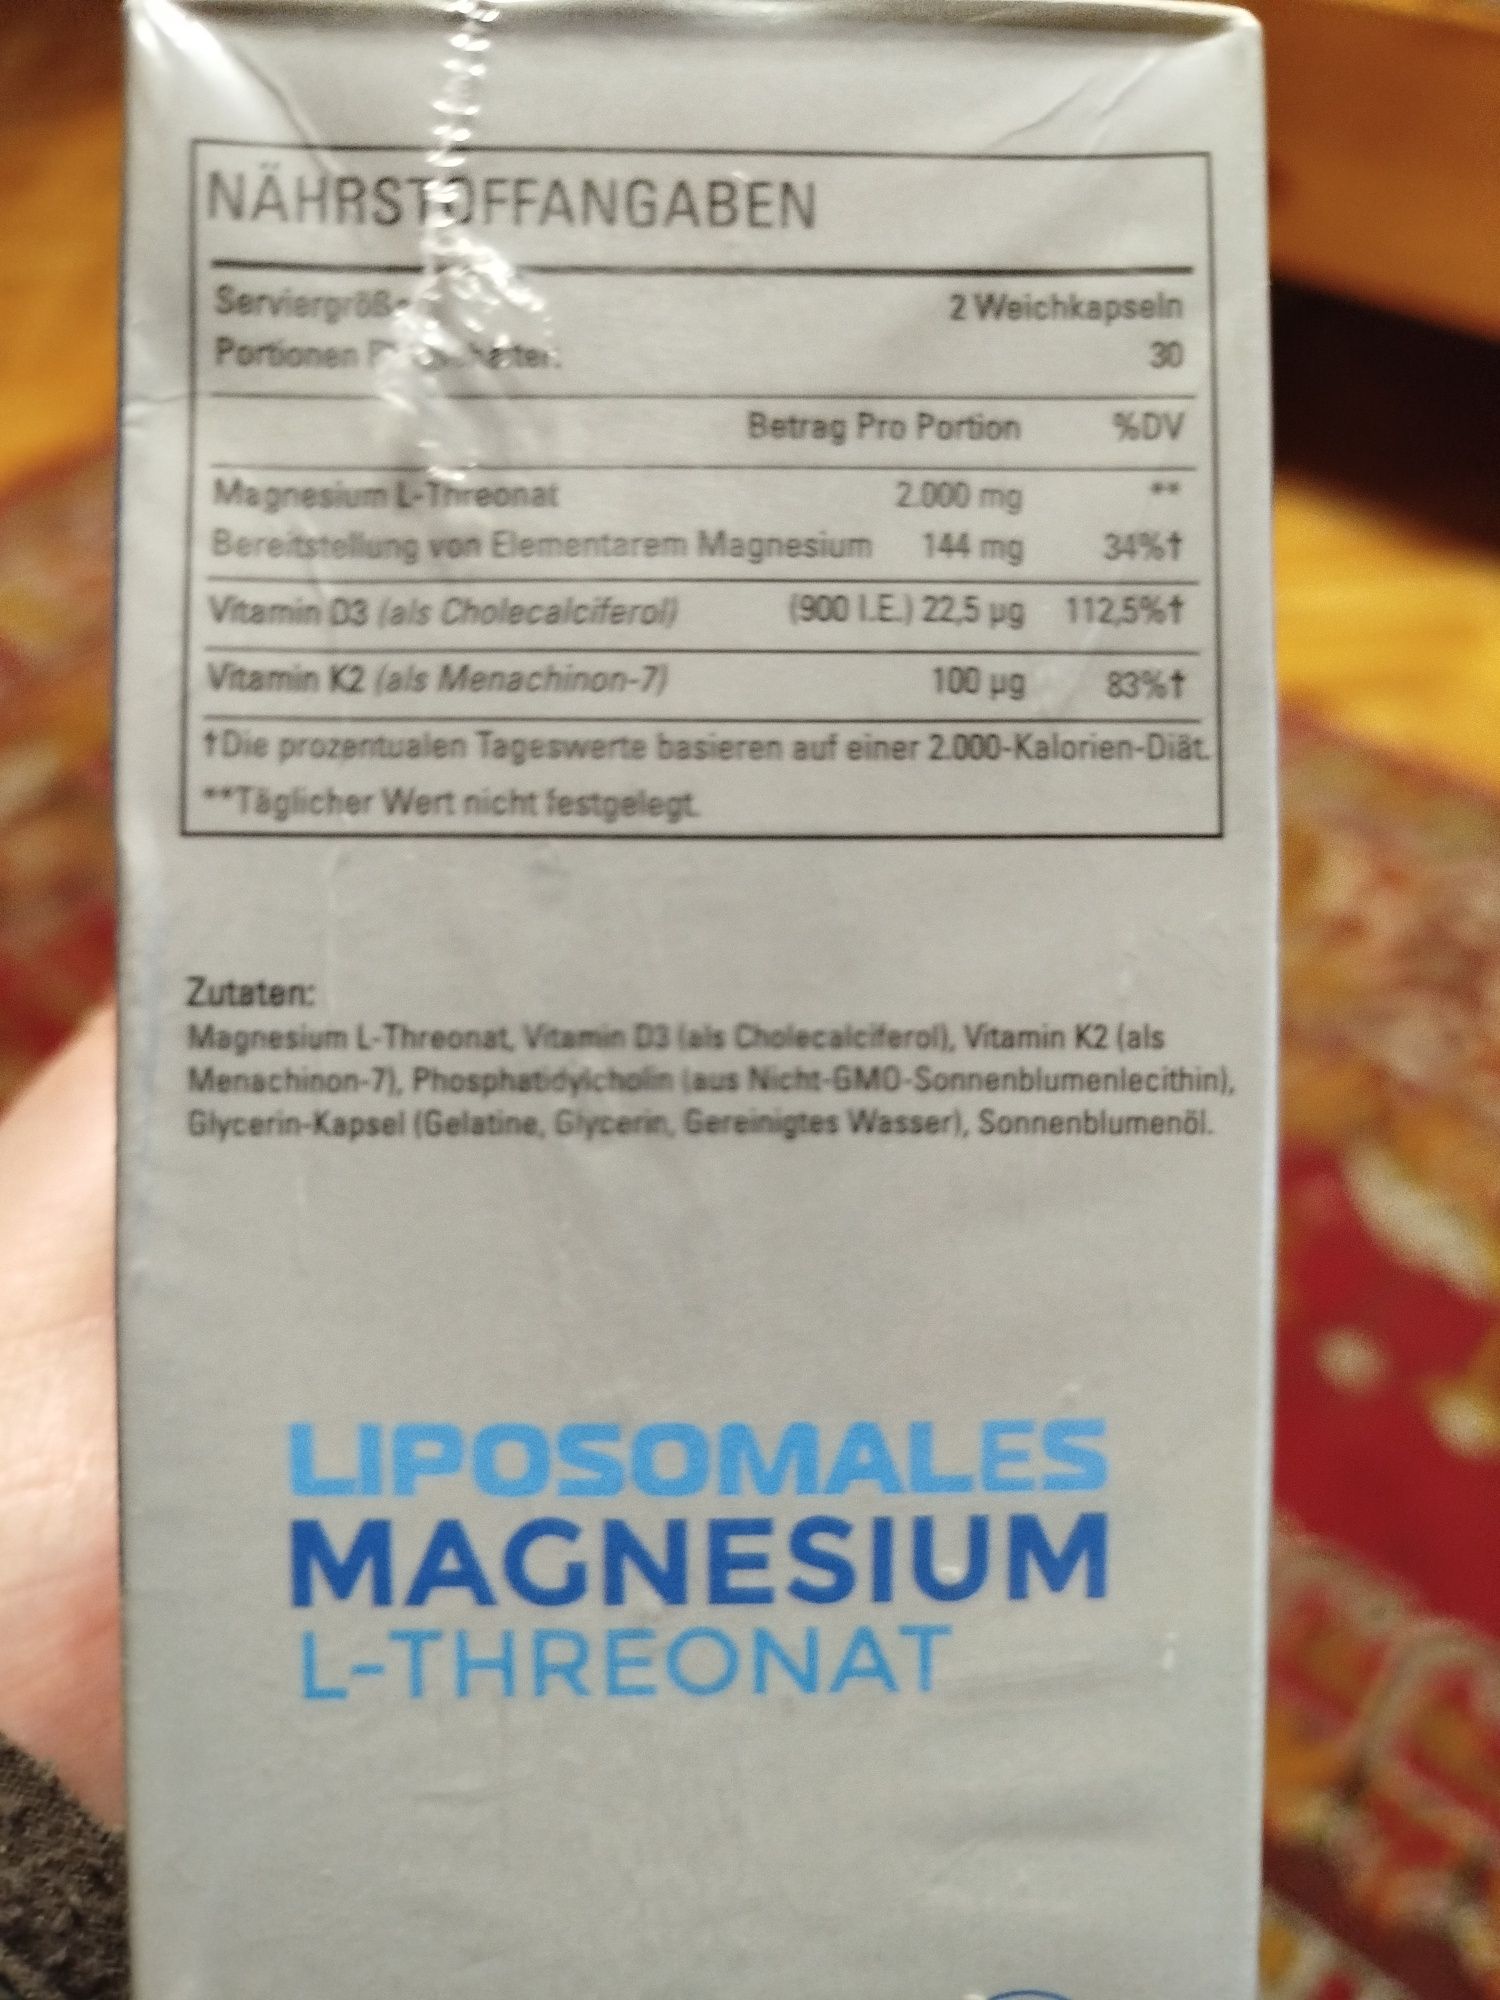 NÄHRSTOFFANGABEN
2 Weichkapseln
Portionen 30
Betrag Pro Portion %DV
Magnesium L-Threonat 2.000 mg **
Bereitstellung von Elementarem Magnesium 144 mg 34%†
Vitamin D3 (als Cholecalciferol) (900 I.E.) 22,5 µg 112,5%†
Vitamin K2 (als Menachinon-7) 100 µg 83%†
†Die prozentualen Tageswerte basieren auf einer 2.000-Kalorien-Diät.
**Täglicher Wert nicht festgelegt.
Zutaten:
Magnesium L-Threonat, Vitamin D3 (als Cholecalciferol), Vitamin K2 (als
Menachinon-7), Phosphatidylcholin (aus Nicht-GMO-Sonnenblumenlecithin),
Glycerin-Kapsel (Gelatine, Glycerin, Gereinigtes Wasser), Sonnenblumenöl.
LIPOSOMALES
MAGNESIUM
L-THREONAT